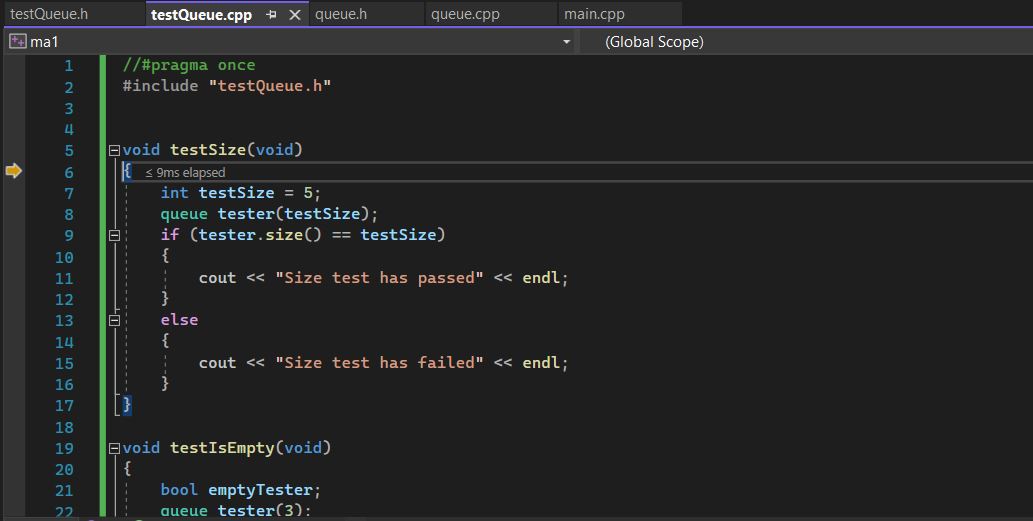 testQueue.h testQueue.cpp queue.h queue.cpp main.cpp
ma1 (Global Scope)
1 //#pragma once
2 #include "testQueue.h"
3
4
5 void testSize(void)
6 { ≤ 9ms elapsed
7 int testSize = 5;
8 queue tester(testSize);
9 if (tester.size() == testSize)
10 {
11 cout << "Size test has passed" << endl;
12 }
13 else
14 {
15 cout << "Size test has failed" << endl;
16 }
17 }
18
19 void testIsEmpty(void)
20 {
21 bool emptyTester;
22 queue tester(3);